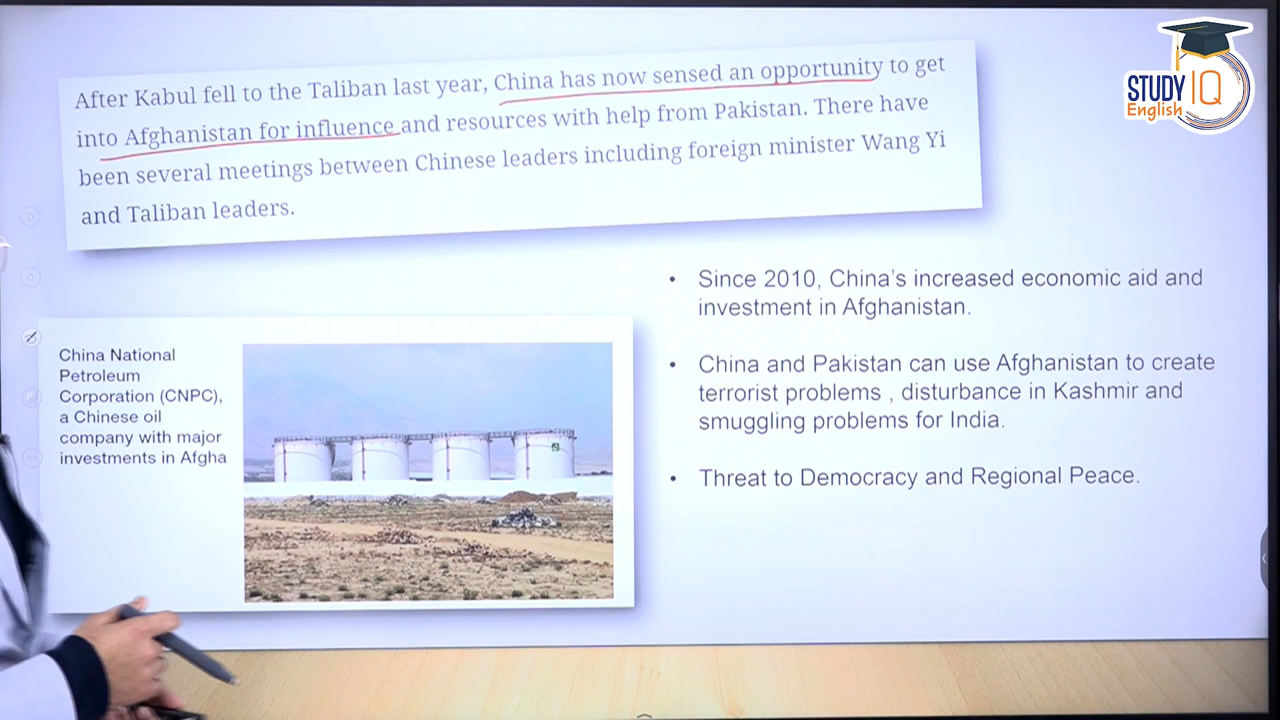 After Kabul fell to the Taliban last year, China has now sensed an opportunity to get
into Afghanistan for influence and resources with help from Pakistan. There have
been several meetings between Chinese leaders including foreign minister Wang Yi
and Taliban leaders.
STUDY IQ
English
• Since 2010, China's increased economic aid and
investment in Afghanistan.
• China and Pakistan can use Afghanistan to create
terrorist problems , disturbance in Kashmir and
smuggling problems for India.
• Threat to Democracy and Regional Peace.
China National
Petroleum
Corporation (CNPC),
a Chinese oil
company with major
investments in Afgha